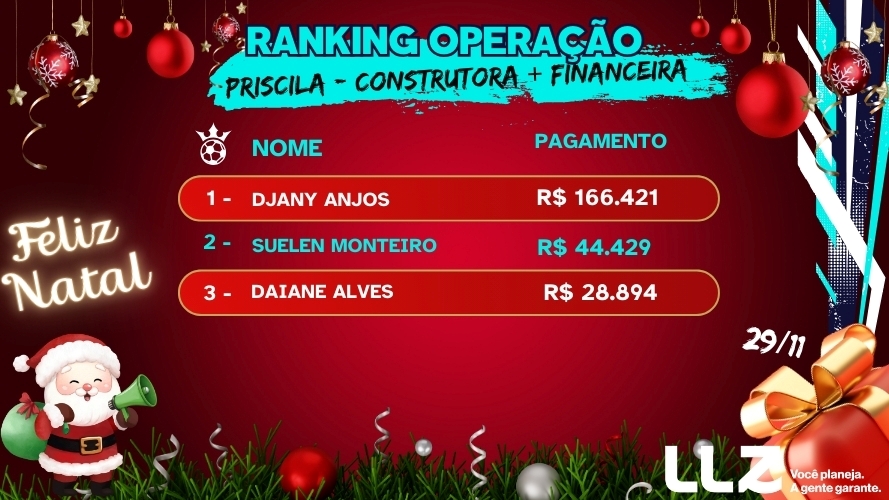 RANKING OPERAÇÃO
PRISCILA - CONSTRUTORA + FINANCEIRA
NOME PAGAMENTO
1 - DJANY ANJOS R$ 166.421
2 - SUELEN MONTEIRO R$ 44.429
3 - DAIANE ALVES R$ 28.894
Feliz
Natal
29/11
LLZ
Você planeja.
A gente garante.